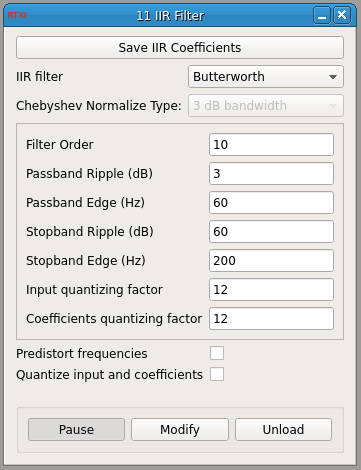 RTXI 11 IIR Filter
Save IIR Coefficients
IIR filter Butterworth
Chebyshev Normalize Type: 3 dB bandwidth
Filter Order 10
Passband Ripple (dB) 3
Passband Edge (Hz) 60
Stopband Ripple (dB) 60
Stopband Edge (Hz) 200
Input quantizing factor 12
Coefficients quantizing factor 12
Predistort frequencies
Quantize input and coefficients
Pause Modify Unload